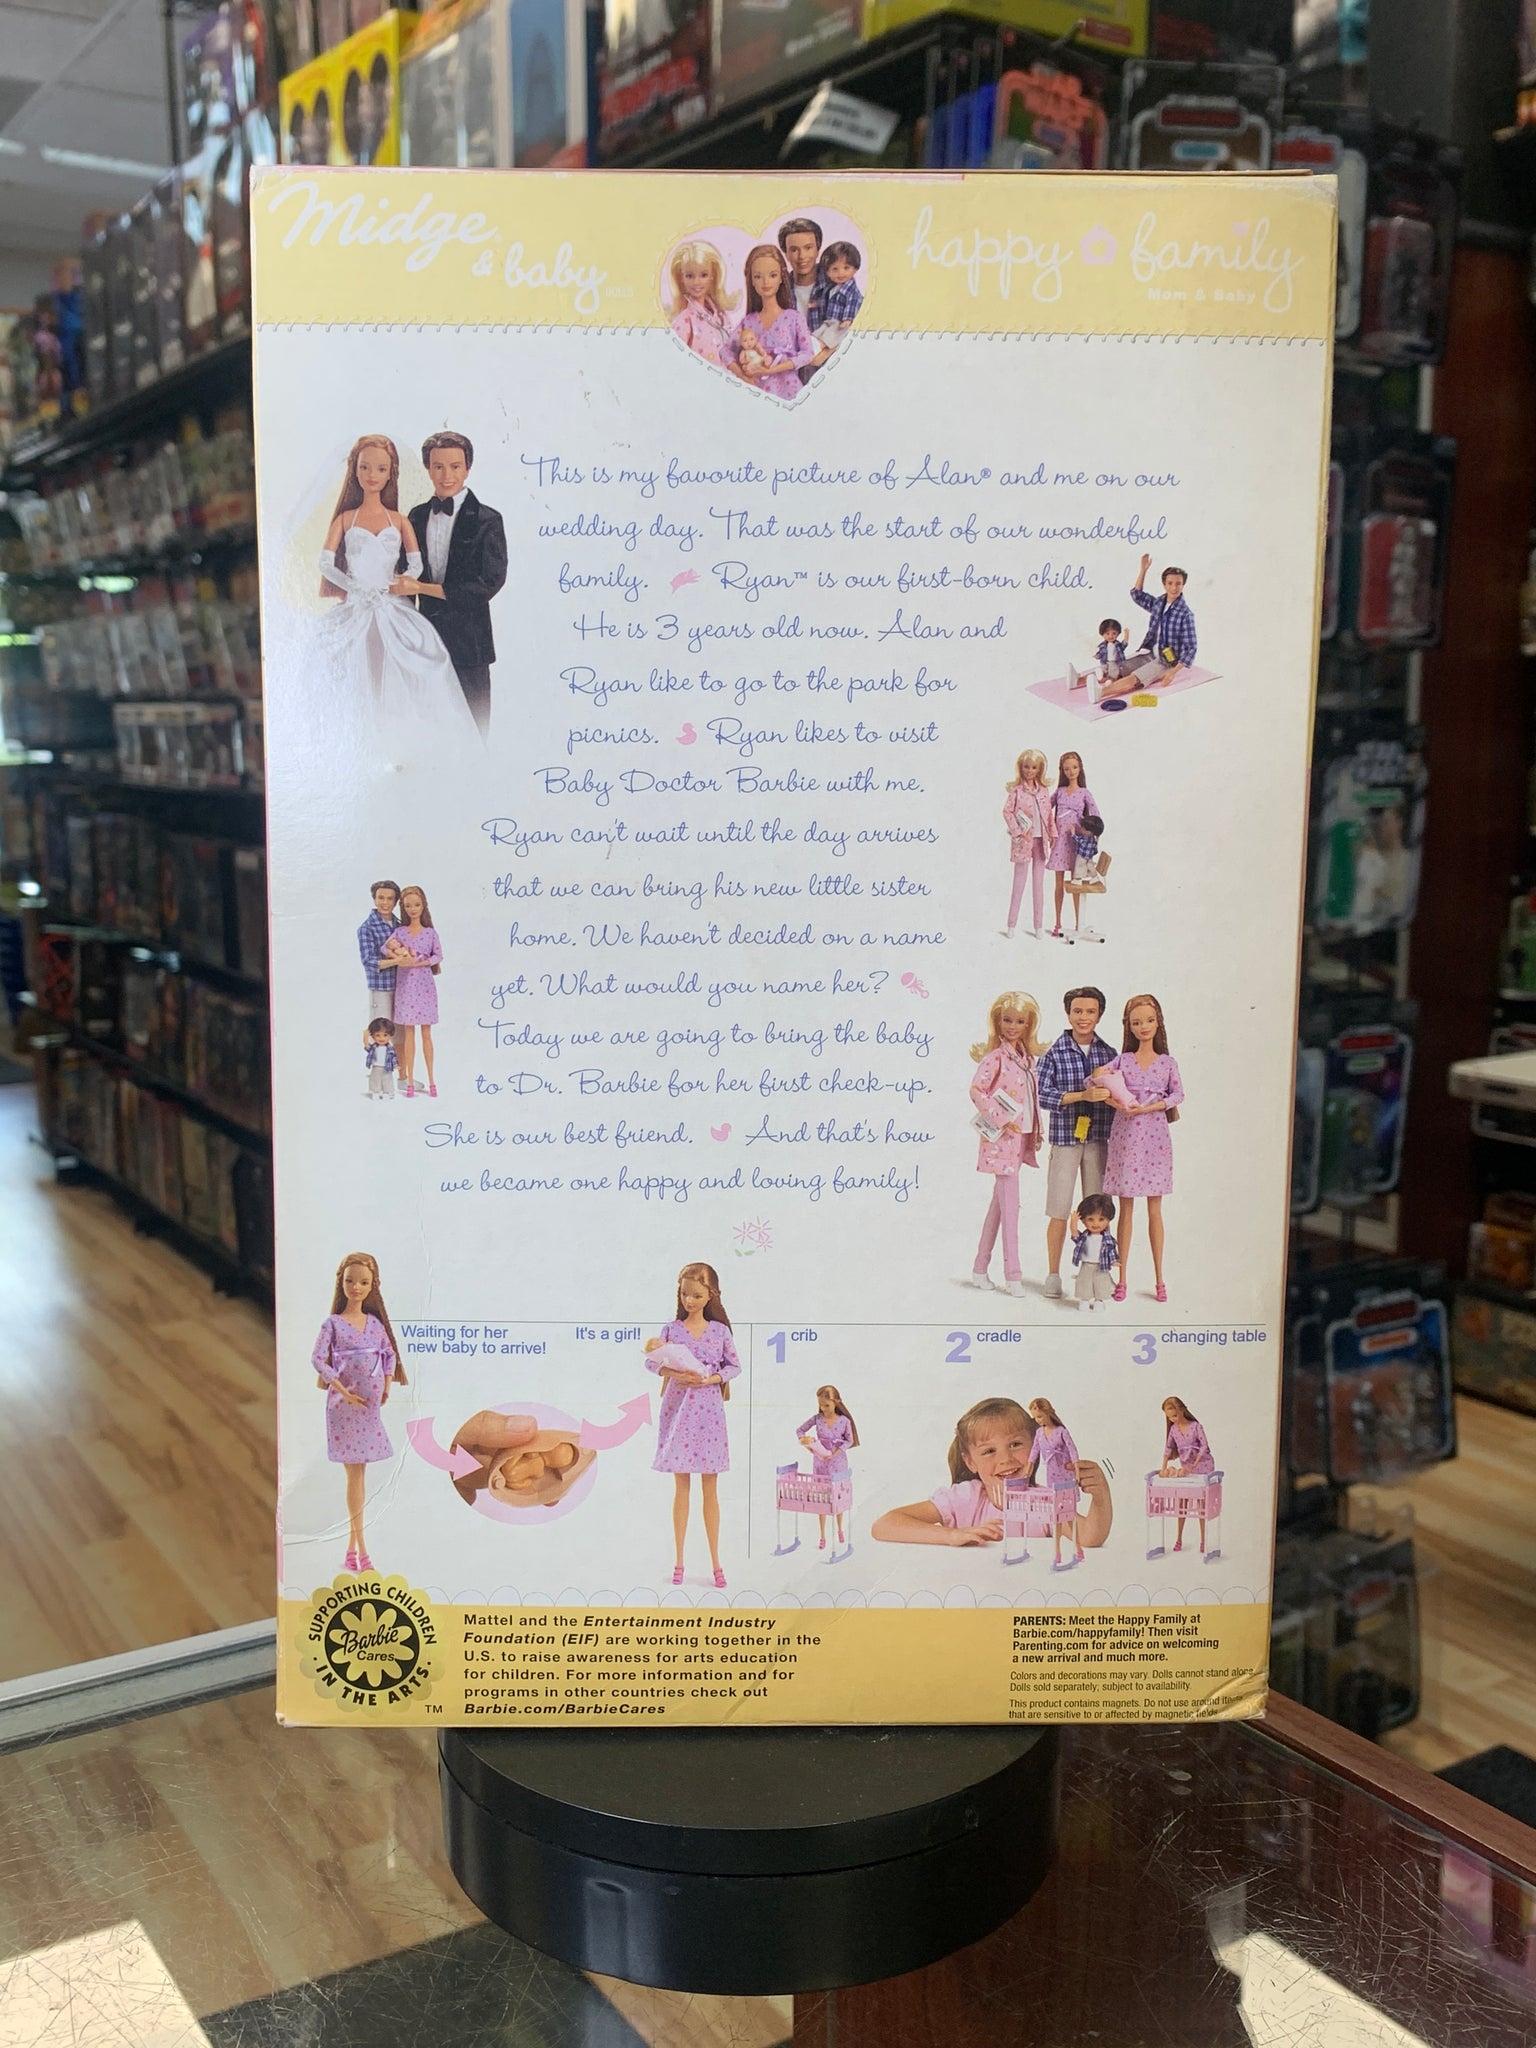 Midge
& baby
DOLLS
happy family
Mom & Baby
This is my favorite picture of Alan® and me on our
wedding day. That was the start of our wonderful
family. Ryan™ is our first-born child.
He is 3 years old now. Alan and
Ryan like to go to the park for
picnics. Ryan likes to visit
Baby Doctor Barbie with me.
Ryan can't wait until the day arrives
that we can bring his new little sister
home. We haven't decided on a name
yet. What would you name her?
Today we are going to bring the baby
to Dr. Barbie for her first check-up.
She is our best friend. And that's how
we became one happy and loving family!
Waiting for her
new baby to arrive!
It's a girl!
1 crib
2 cradle
3 changing table
SUPPORTING CHILDREN
Barbie
Cares
· IN THE ARTS ·
TM
Mattel and the Entertainment Industry
Foundation (EIF) are working together in the
U.S. to raise awareness for arts education
for children. For more information and for
programs in other countries check out
Barbie.com/BarbieCares
PARENTS: Meet the Happy Family at
Barbie.com/happyfamily! Then visit
Parenting.com for advice on welcoming
a new arrival and much more.
Colors and decorations may vary. Dolls cannot stand alone.
Dolls sold separately; subject to availability.
This product contains magnets. Do not use around items
that are sensitive to or affected by magnetic fields.